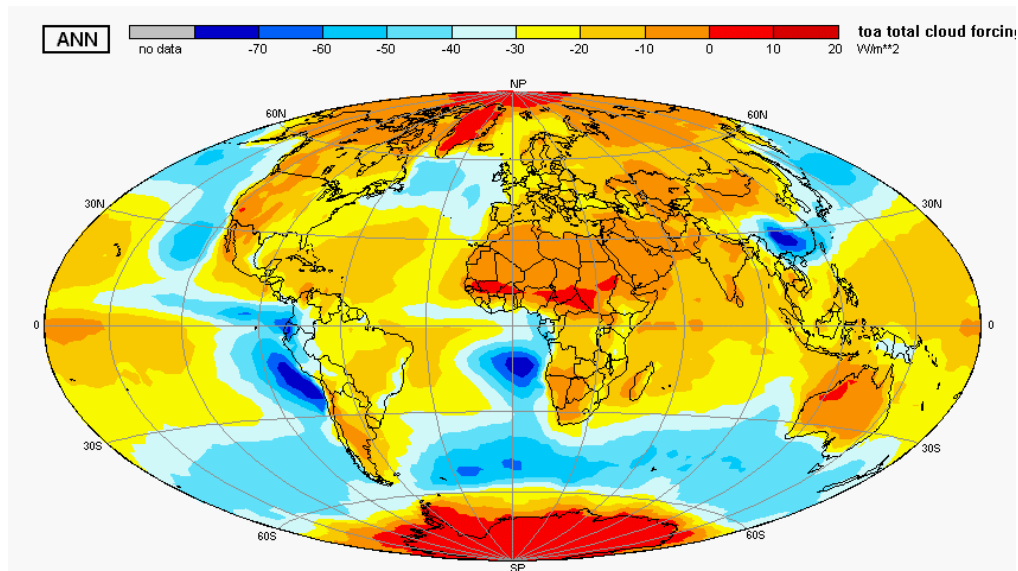 ANN
no data -70 -60 -50 -40 -30 -20 -10 0 10 20
toa total cloud forcing
W/m**2
NP
60N 60N
30N 30N
0 0
30S 30S
60S 60S
SP